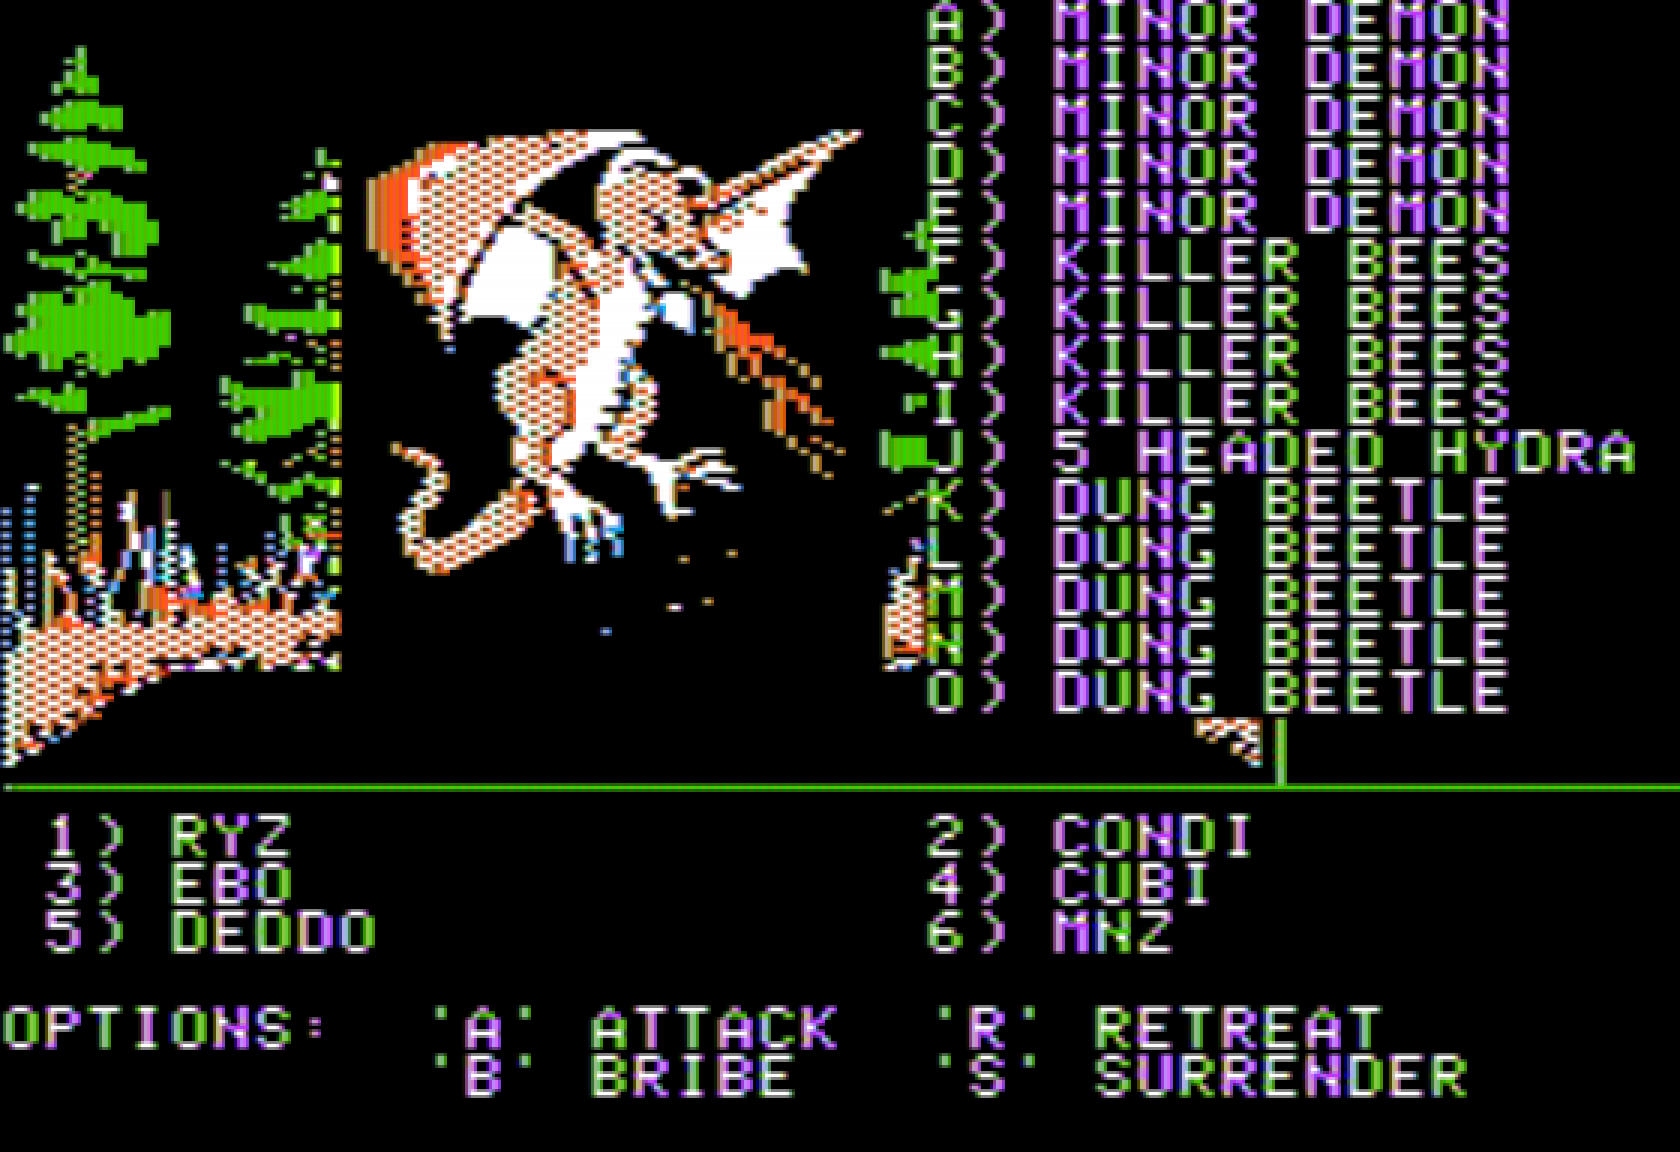 A) MINOR DEMON
B) MINOR DEMON
C) MINOR DEMON
D) MINOR DEMON
E) MINOR DEMON
F) KILLER BEES
G) KILLER BEES
H) KILLER BEES
I) KILLER BEES
J) 5 HEADED HYDRA
K) DUNG BEETLE
L) DUNG BEETLE
M) DUNG BEETLE
N) DUNG BEETLE
O) DUNG BEETLE
1) RYZ 2) CONDI
3) EBO 4) CUBI
5) DEDDO 6) MNZ
OPTIONS: 'A' ATTACK 'R' RETREAT
'B' BRIBE 'S' SURRENDER